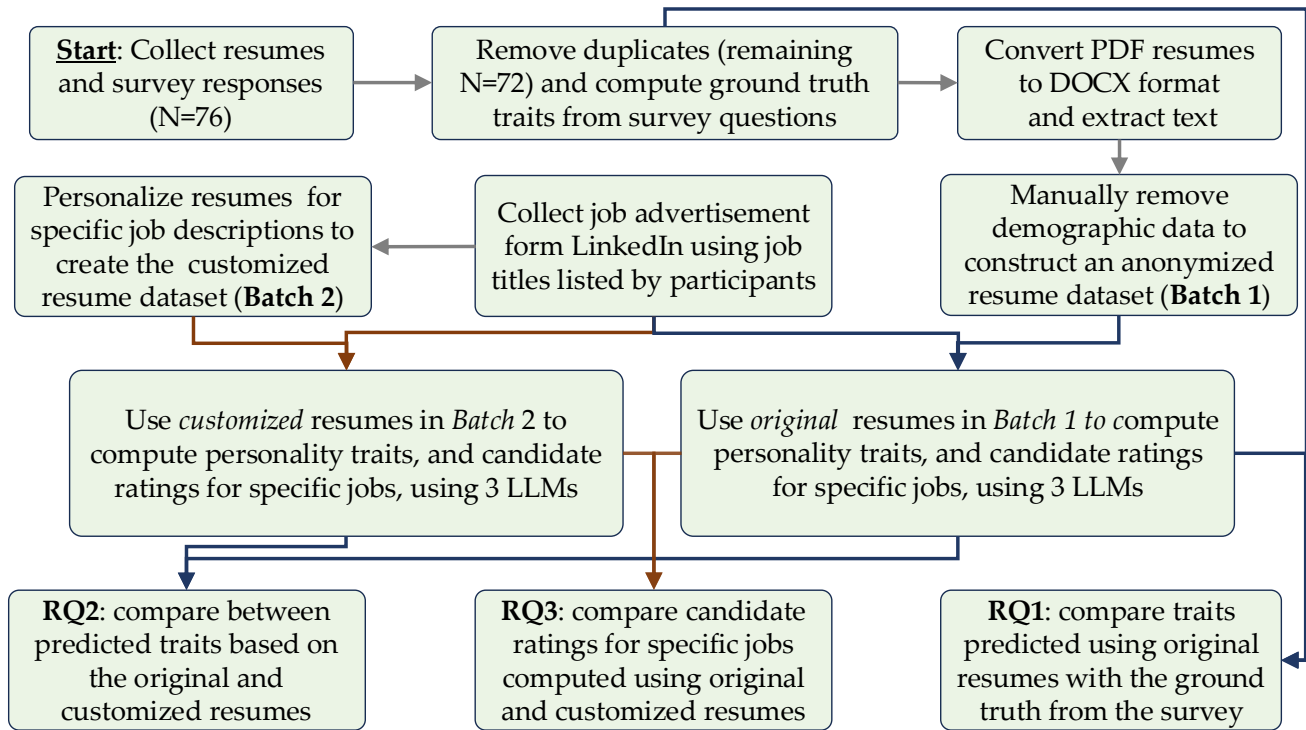 Start: Collect resumes
and survey responses
(N=76)
Remove duplicates (remaining
N=72) and compute ground truth
traits from survey questions
Convert PDF resumes
to DOCX format
and extract text
Personalize resumes for
specific job descriptions to
create the customized
resume dataset (Batch 2)
Collect job advertisement
form LinkedIn using job
titles listed by participants
Manually remove
demographic data to
construct an anonymized
resume dataset (Batch 1)
Use customized resumes in Batch 2 to
compute personality traits, and candidate
ratings for specific jobs, using 3 LLMs
Use original resumes in Batch 1 to compute
personality traits, and candidate ratings
for specific jobs, using 3 LLMs
RQ2: compare between
predicted traits based on
the original and
customized resumes
RQ3: compare candidate
ratings for specific jobs
computed using original
and customized resumes
RQ1: compare traits
predicted using original
resumes with the ground
truth from the survey